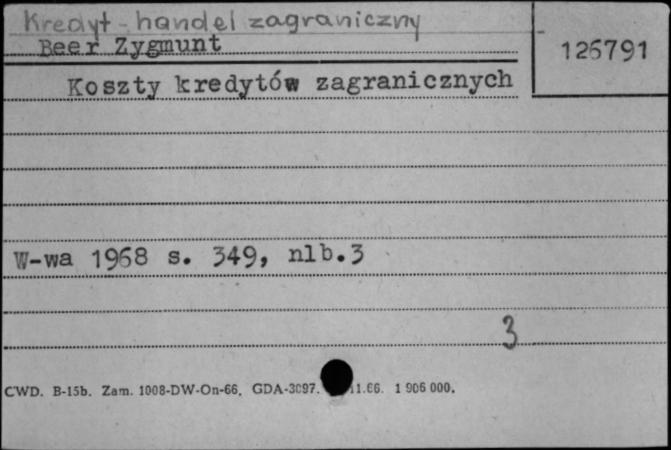 Kredyt - handel zagraniczny
Beer Zygmunt
126791
Koszty kredytów zagranicznych
W-wa 1968 s. 349, nlb.3
3
CWD. B-15b. Zam. 1008-DW-On-66. GDA-3097. 11.66. 1 906 000.